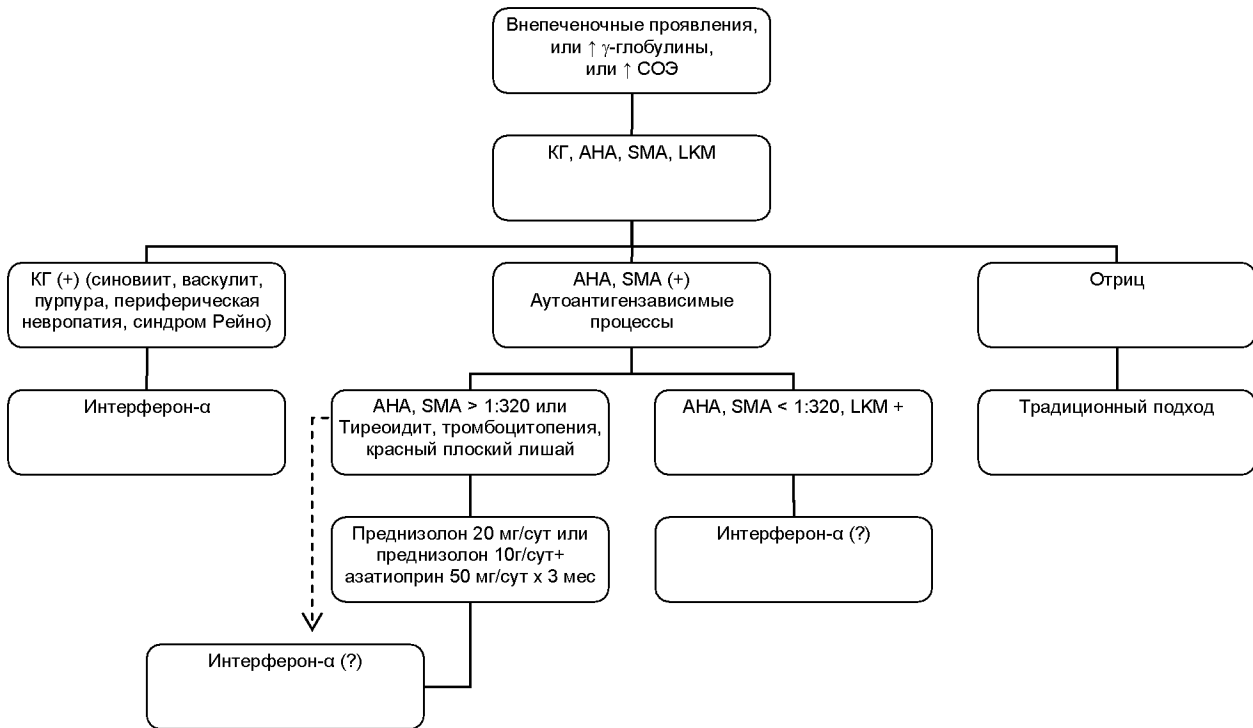 Внепеченочные проявления,
или ↑ γ-глобулины,
или ↑ СОЭ
КГ, АНА, SMA, LKM
КГ (+) (синовиит, васкулит,
пурпура, периферическая
невропатия, синдром Рейно)
АНА, SMA (+)
Аутоантигензависимые
процессы
Отриц
Интерферон-α
АНА, SMA > 1:320 или
Тиреоидит, тромбоцитопения,
красный плоский лишай
АНА, SMA < 1:320, LKM +
Традиционный подход
Преднизолон 20 мг/сут или
преднизолон 10г/сут+
азатиоприн 50 мг/сут х 3 мес
Интерферон-α (?)
Интерферон-α (?)